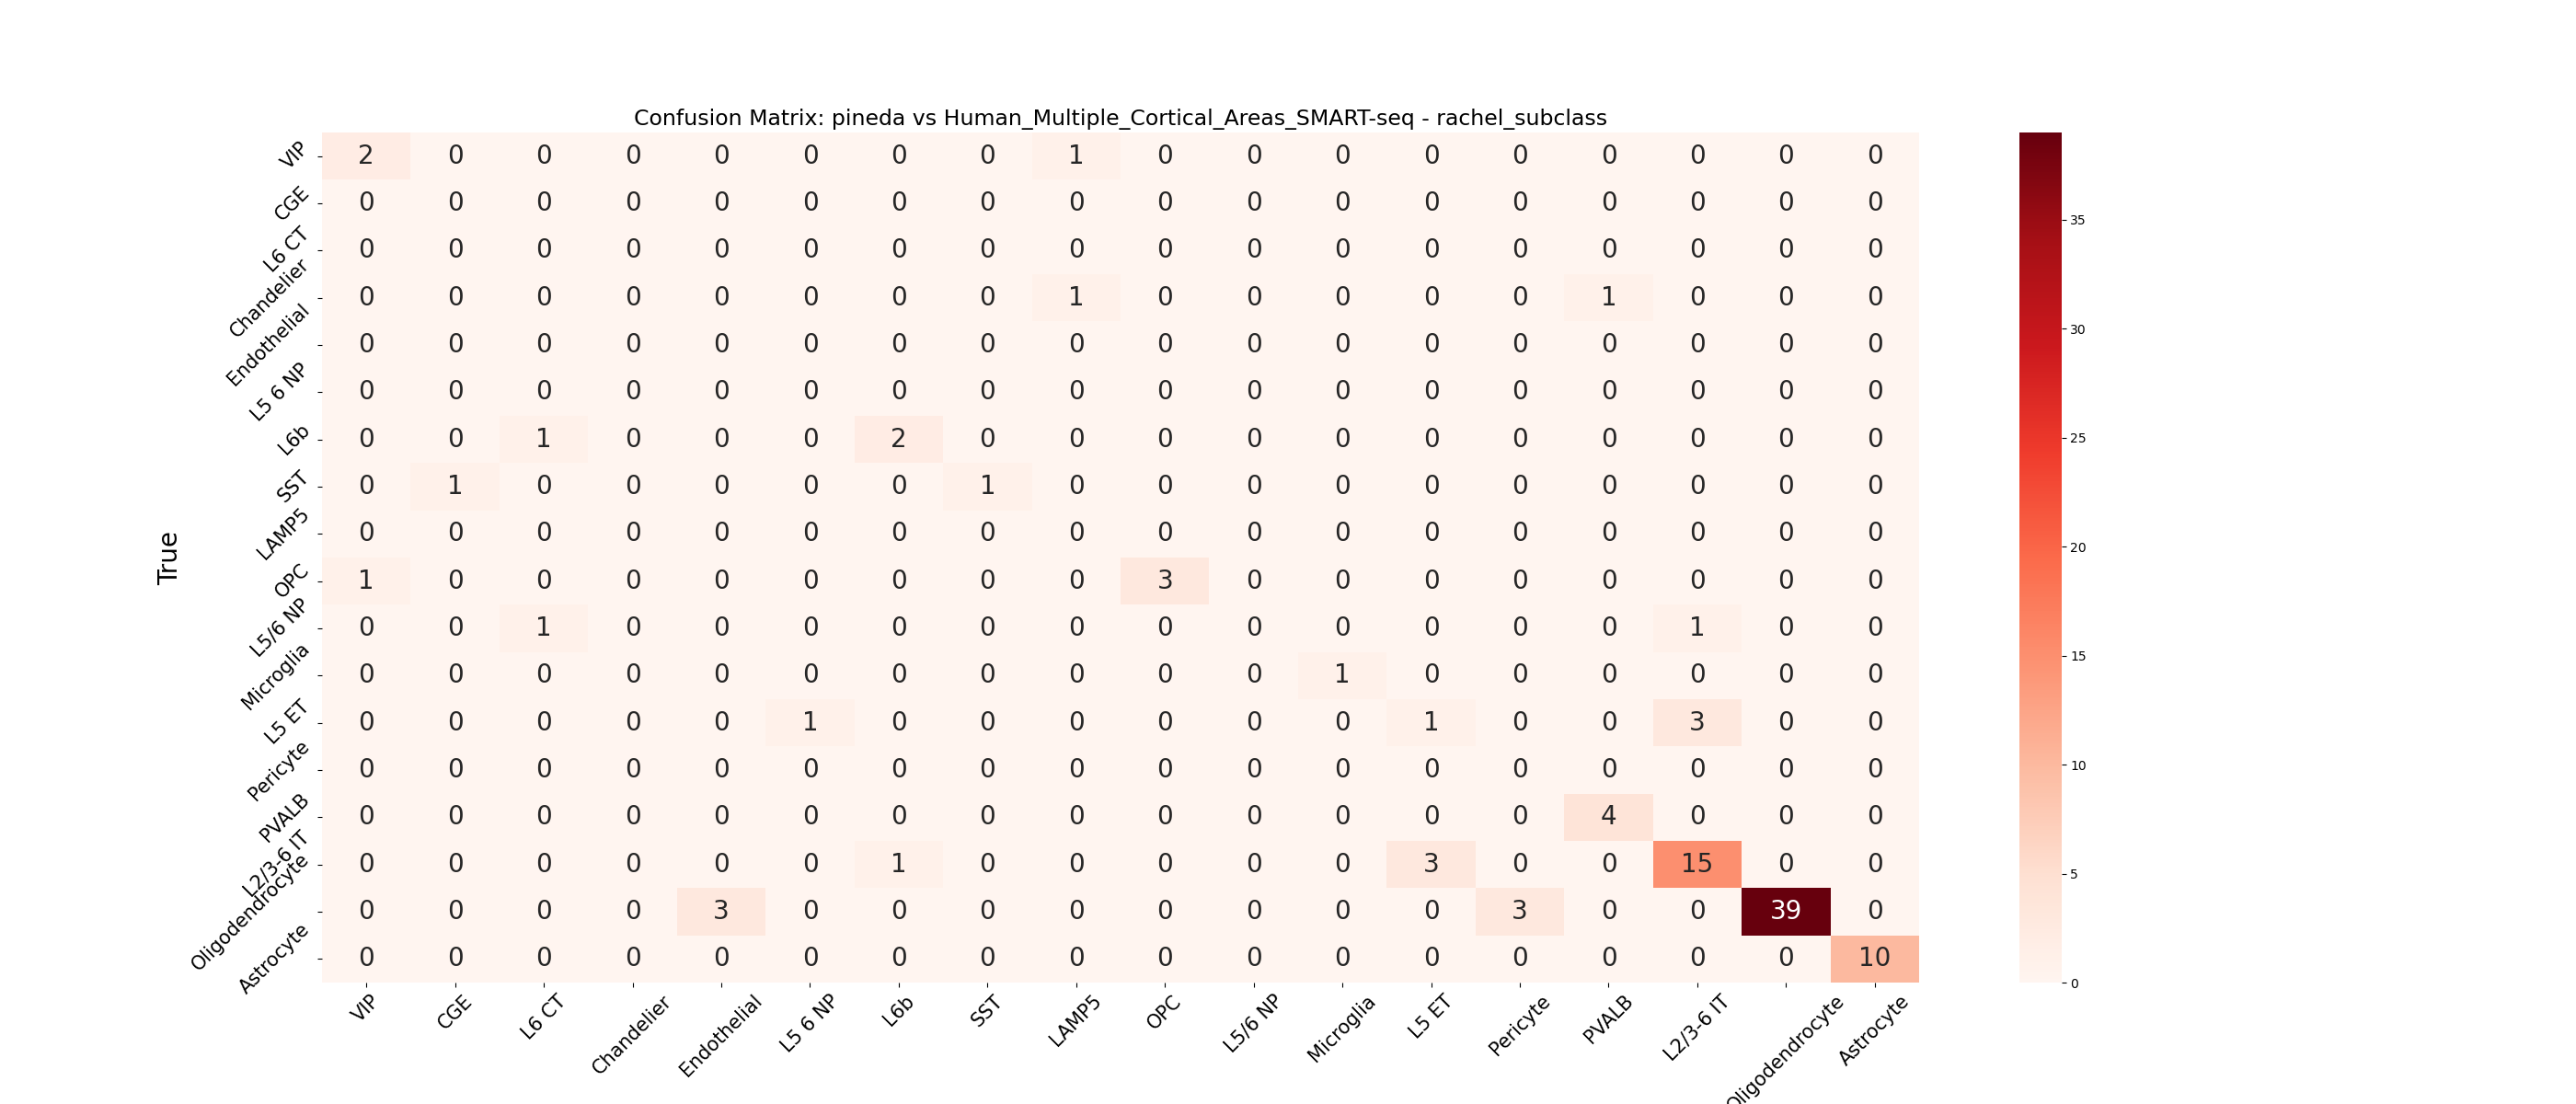 Confusion Matrix: pineda vs Human_Multiple_Cortical_Areas_SMART-seq - rachel_subclass
True
VIP 2 0 0 0 0 0 0 0 1 0 0 0 0 0 0 0 0 0
CGE 0 0 0 0 0 0 0 0 0 0 0 0 0 0 0 0 0 0
L6 CT 0 0 0 0 0 0 0 0 0 0 0 0 0 0 0 0 0 0
Chandelier 0 0 0 0 0 0 0 0 1 0 0 0 0 0 1 0 0 0
Endothelial 0 0 0 0 0 0 0 0 0 0 0 0 0 0 0 0 0 0
L5 6 NP 0 0 0 0 0 0 0 0 0 0 0 0 0 0 0 0 0 0
L6b 0 0 1 0 0 0 2 0 0 0 0 0 0 0 0 0 0 0
SST 0 1 0 0 0 0 0 1 0 0 0 0 0 0 0 0 0 0
LAMP5 0 0 0 0 0 0 0 0 0 0 0 0 0 0 0 0 0 0
OPC 1 0 0 0 0 0 0 0 0 3 0 0 0 0 0 0 0 0
L5/6 NP 0 0 1 0 0 0 0 0 0 0 0 0 0 0 0 1 0 0
Microglia 0 0 0 0 0 0 0 0 0 0 0 1 0 0 0 0 0 0
L5 ET 0 0 0 0 0 1 0 0 0 0 0 0 1 0 0 3 0 0
Pericyte 0 0 0 0 0 0 0 0 0 0 0 0 0 0 0 0 0 0
PVALB 0 0 0 0 0 0 0 0 0 0 0 0 0 0 4 0 0 0
L2/3-6 IT 0 0 0 0 0 0 1 0 0 0 0 0 3 0 0 15 0 0
Oligodendrocyte 0 0 0 0 3 0 0 0 0 0 0 0 0 3 0 0 39 0
Astrocyte 0 0 0 0 0 0 0 0 0 0 0 0 0 0 0 0 0 10
VIP CGE L6 CT Chandelier Endothelial L5 6 NP L6b SST LAMP5 OPC L5/6 NP Microglia L5 ET Pericyte PVALB L2/3-6 IT Oligodendrocyte Astrocyte
35
30
25
20
15
10
5
0